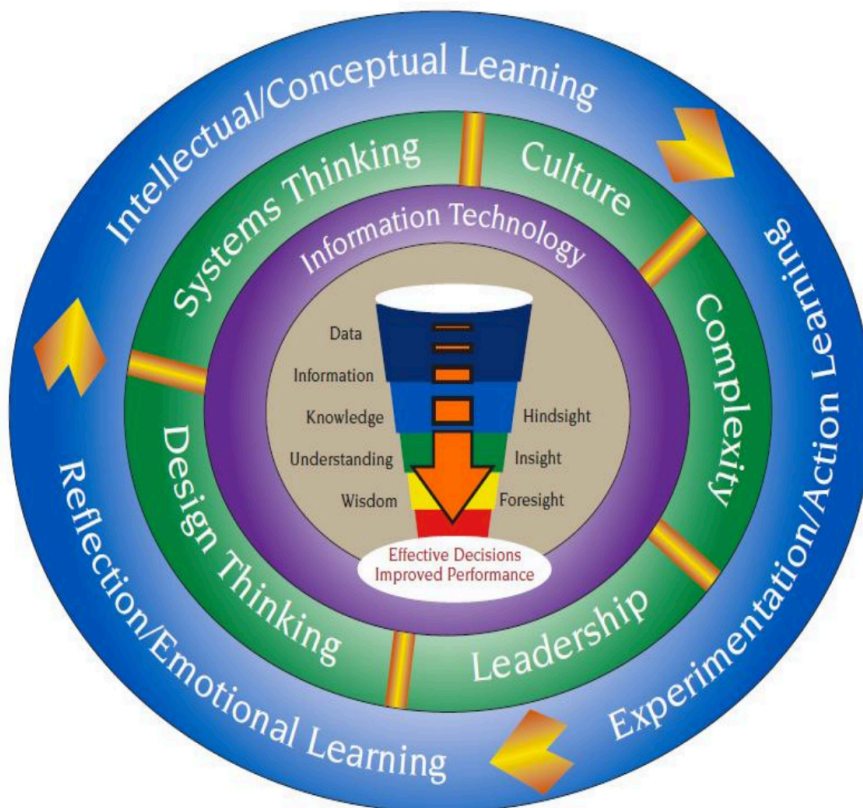 Intellectual/Conceptual Learning
Experimentation/Action Learning
Reflection/Emotional Learning
Systems Thinking
Culture
Complexity
Leadership
Design Thinking
Information Technology
Data
Information
Knowledge
Hindsight
Understanding
Insight
Wisdom
Foresight
Effective Decisions
Improved Performance